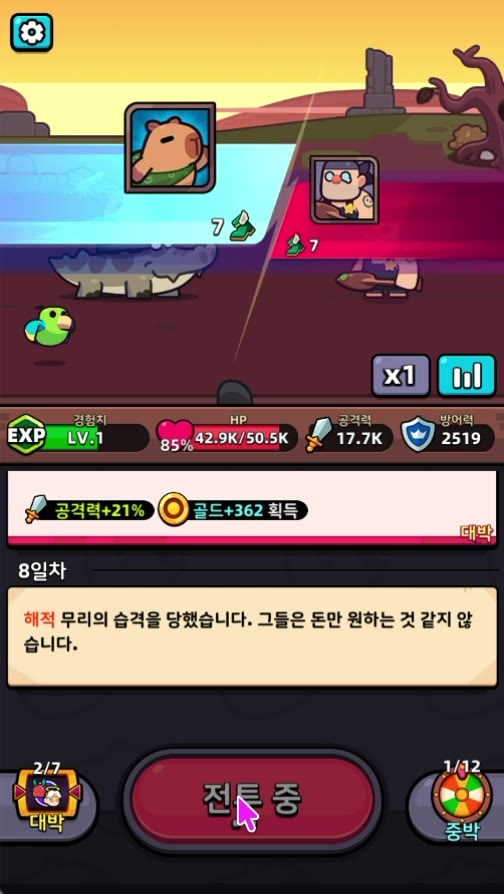 7
7
x1
경험치
EXP
LV.1
85%
HP
42.9K/50.5K
공격력
17.7K
방어력
2519
공격력+21%
골드+362 획득
대박
8일차
해적 무리의 습격을 당했습니다. 그들은 돈만 원하는 것 같지 않
습니다.
2/7
대박
전투 중
1/12
중박